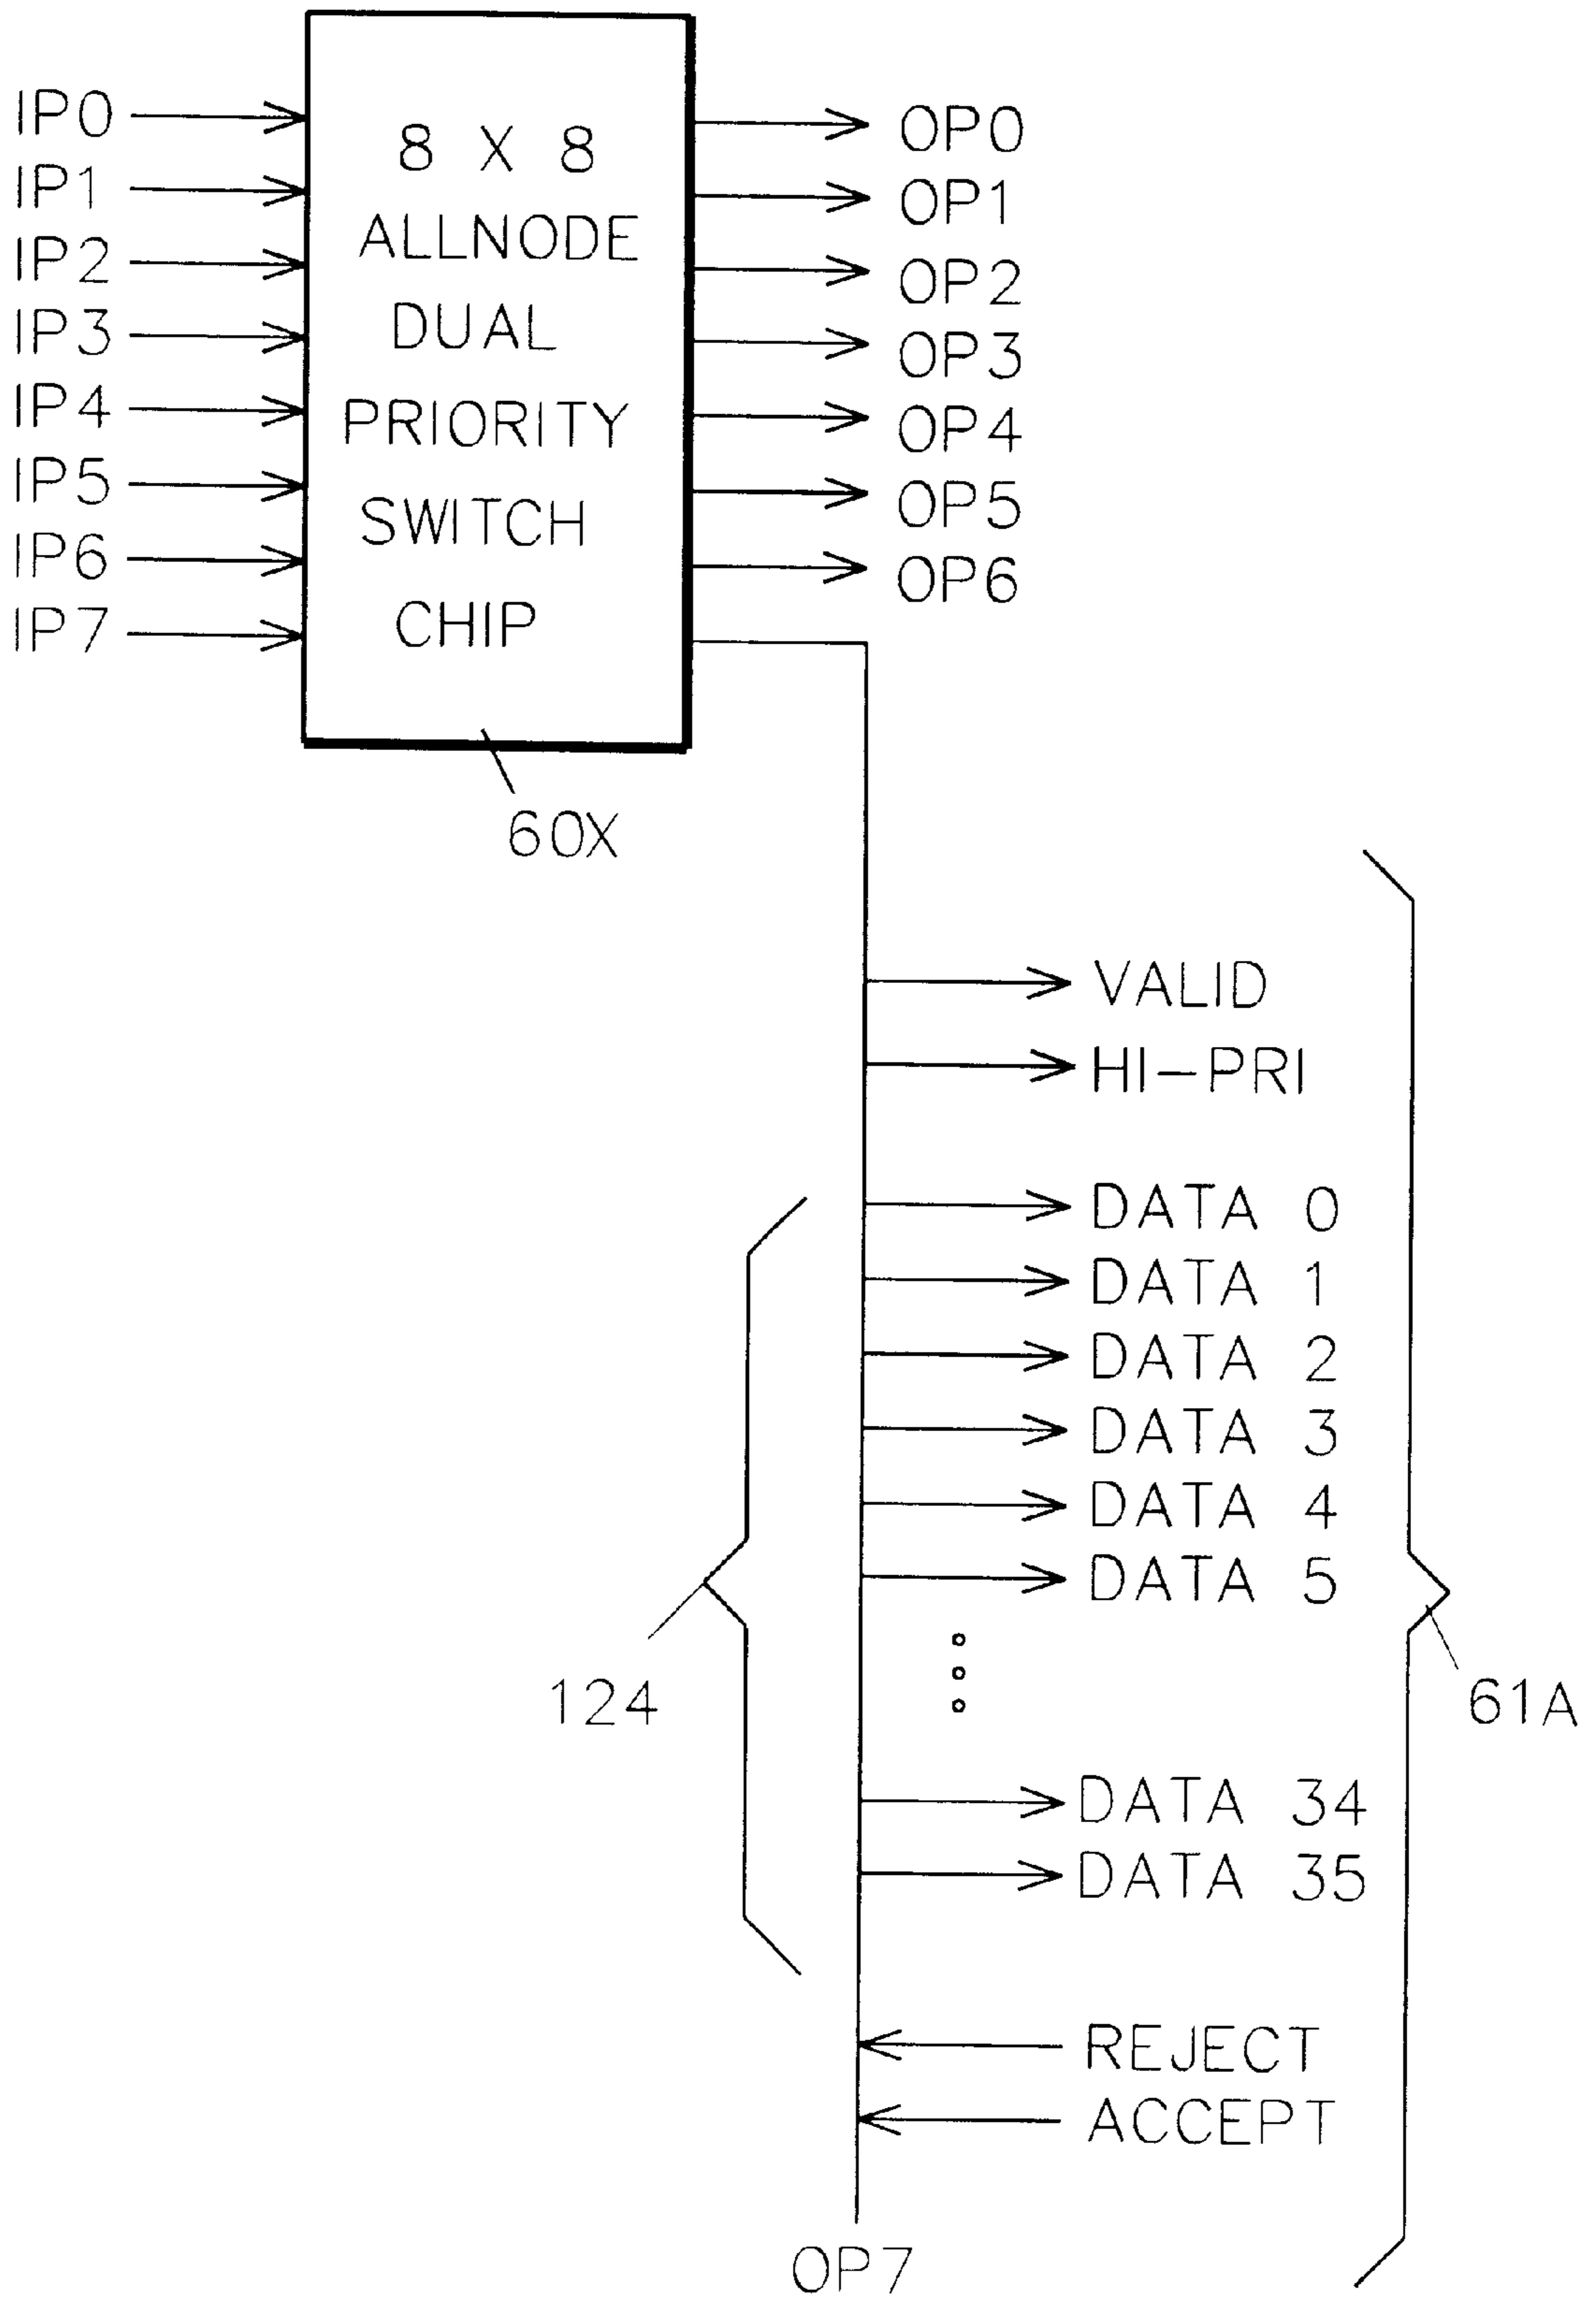 IP0
IP1
IP2
IP3
IP4
IP5
IP6
IP7
8 X 8
ALLNODE
DUAL
PRIORITY
SWITCH
CHIP
60X
OP0
OP1
OP2
OP3
OP4
OP5
OP6
VALID
HI-PRI
DATA 0
DATA 1
DATA 2
DATA 3
DATA 4
DATA 5
124
61A
DATA 34
DATA 35
REJECT
ACCEPT
OP7